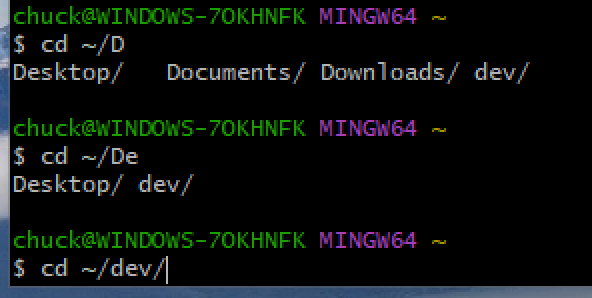 chuck@WINDOWS-7OKHNFK MINGW64 ~
$ cd ~/D
Desktop/   Documents/ Downloads/ dev/
chuck@WINDOWS-7OKHNFK MINGW64 ~
$ cd ~/De
Desktop/ dev/
chuck@WINDOWS-7OKHNFK MINGW64 ~
$ cd ~/dev/